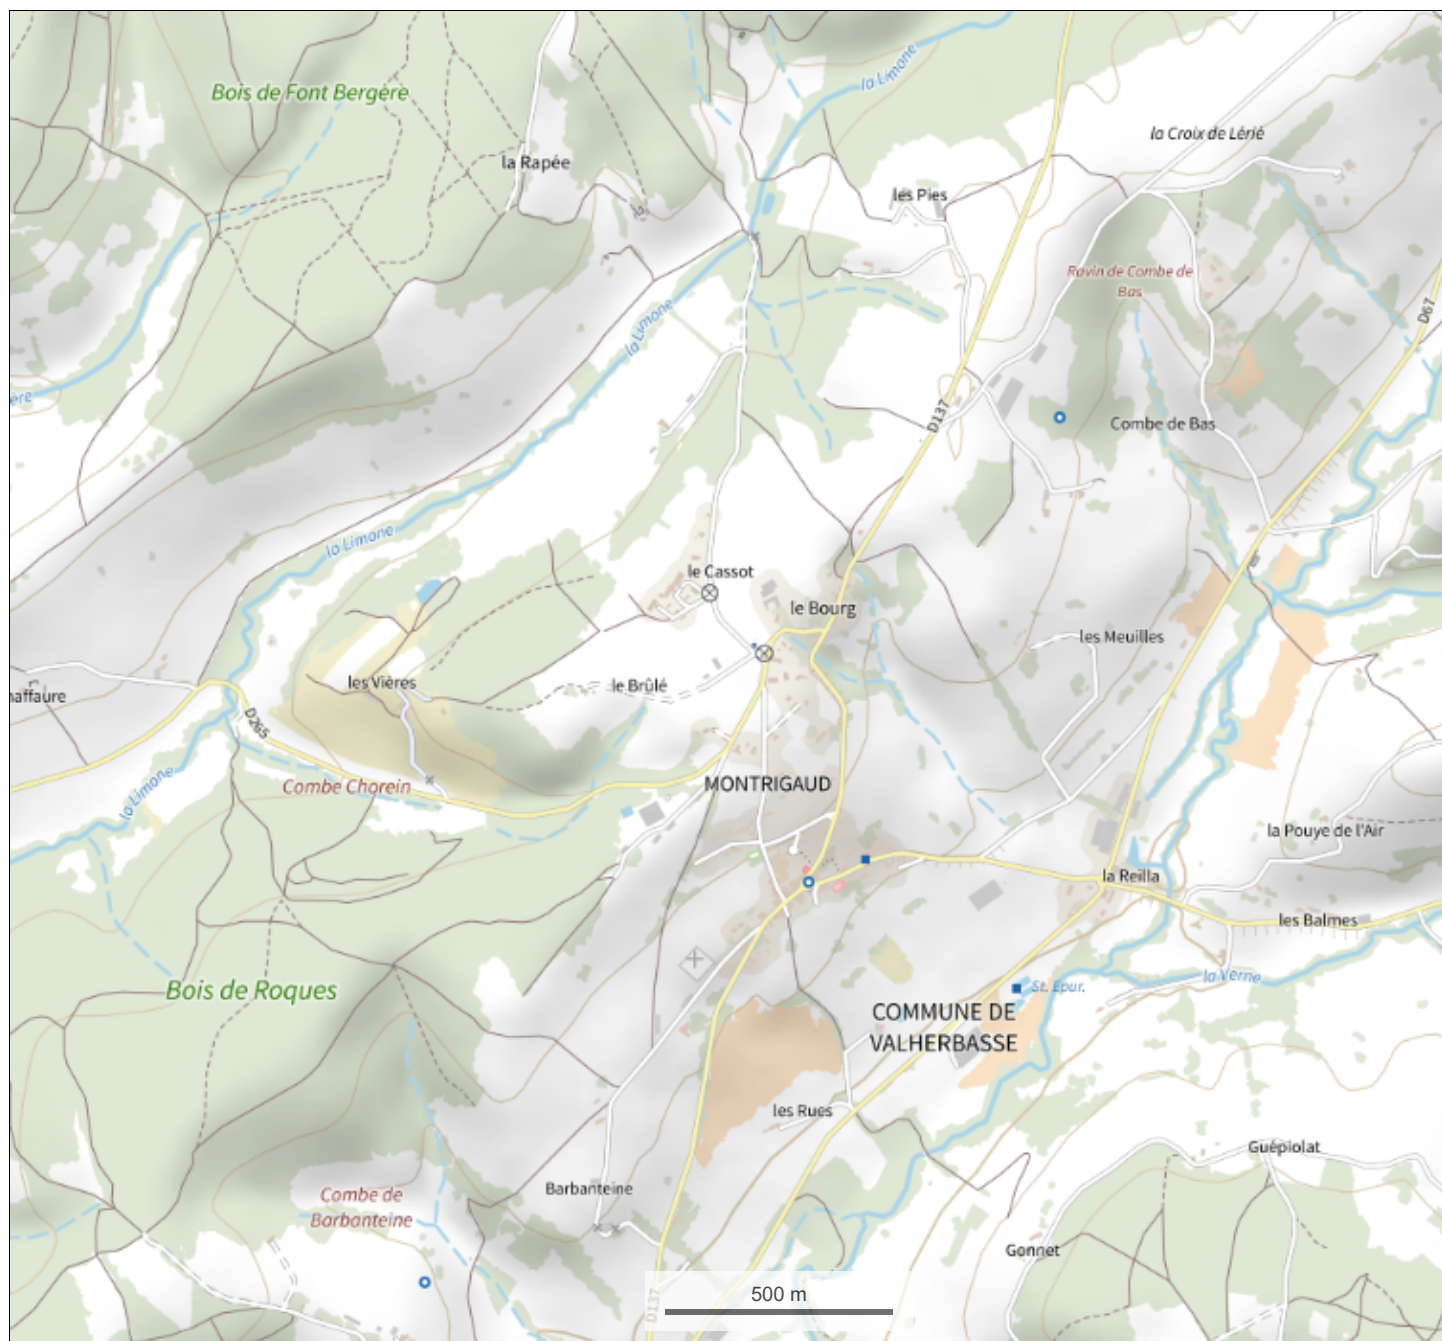 la Limone
Bois de Font Bergère
la Croix de Lérié
la Rapée
les Pies
Ravin de Combe de
Bas
D67
la Limone
ère
D137
Combe de Bas
la Limone
le Cassot
le Bourg
les Meuilles
les Vières
le Brûlé
haffaure
D265
Combe Chorein
MONTRIGAUD
la Limone
la Pouye de l'Air
la Reilla
les Balmes
la Verne
St. Epur.
Bois de Roques
COMMUNE DE
VALHERBASSE
les Rues
Guépiolat
Barbanteine
Combe de
Barbanteine
Gonnet
D137
500 m